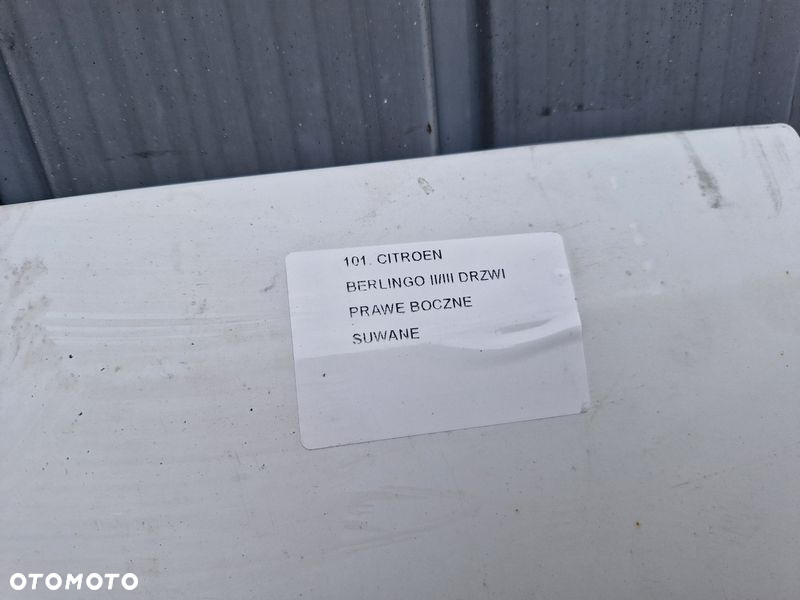 101. CITROEN
BERLINGO II/III DRZWI
PRAWE BOCZNE
SUWANE
OTOMOTO